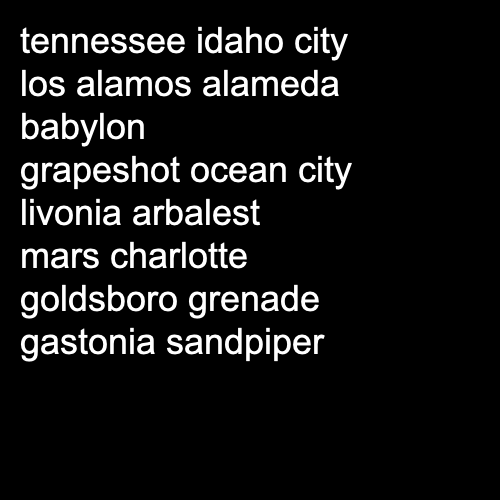 tennessee idaho city
los alamos alameda
babylon
grapeshot ocean city
livonia arbalest
mars charlotte
goldsboro grenade
gastonia sandpiper